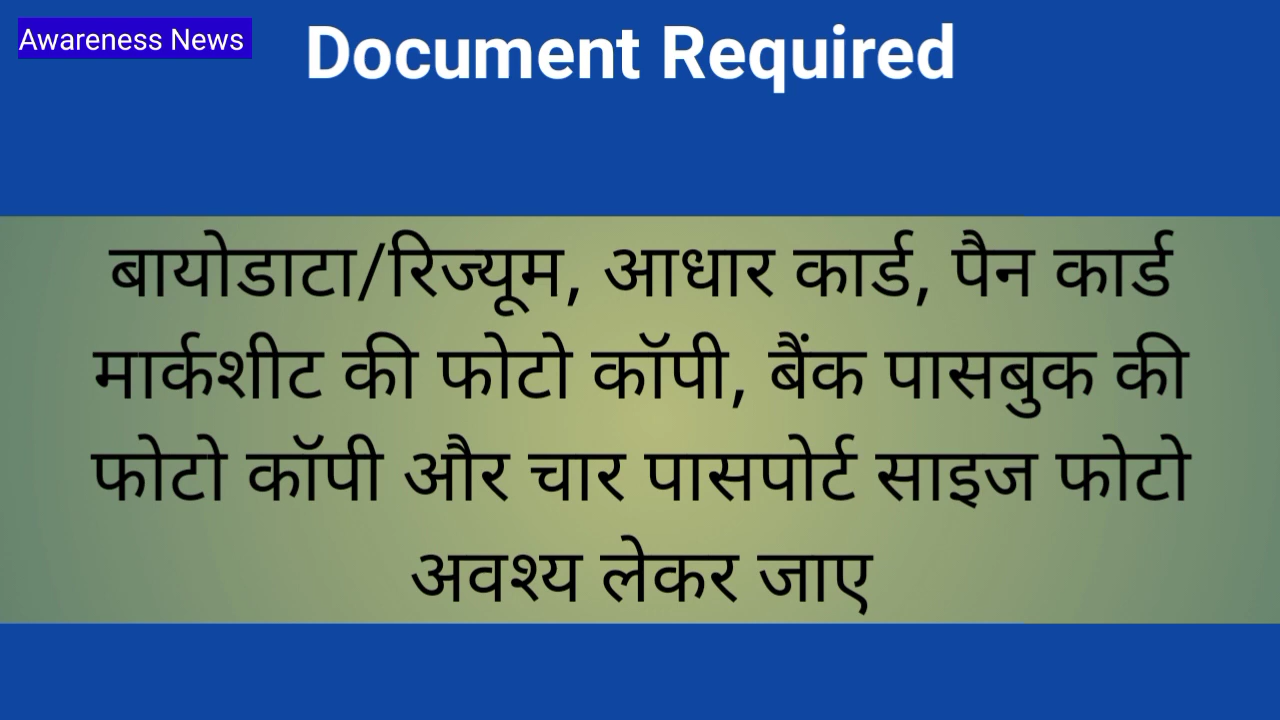 Awareness News
Document Required
बायोडाटा/रिज्यूम, आधार कार्ड, पैन कार्ड
मार्कशीट की फोटो कॉपी, बैंक पासबुक की
फोटो कॉपी और चार पासपोर्ट साइज फोटो
अवश्य लेकर जाए